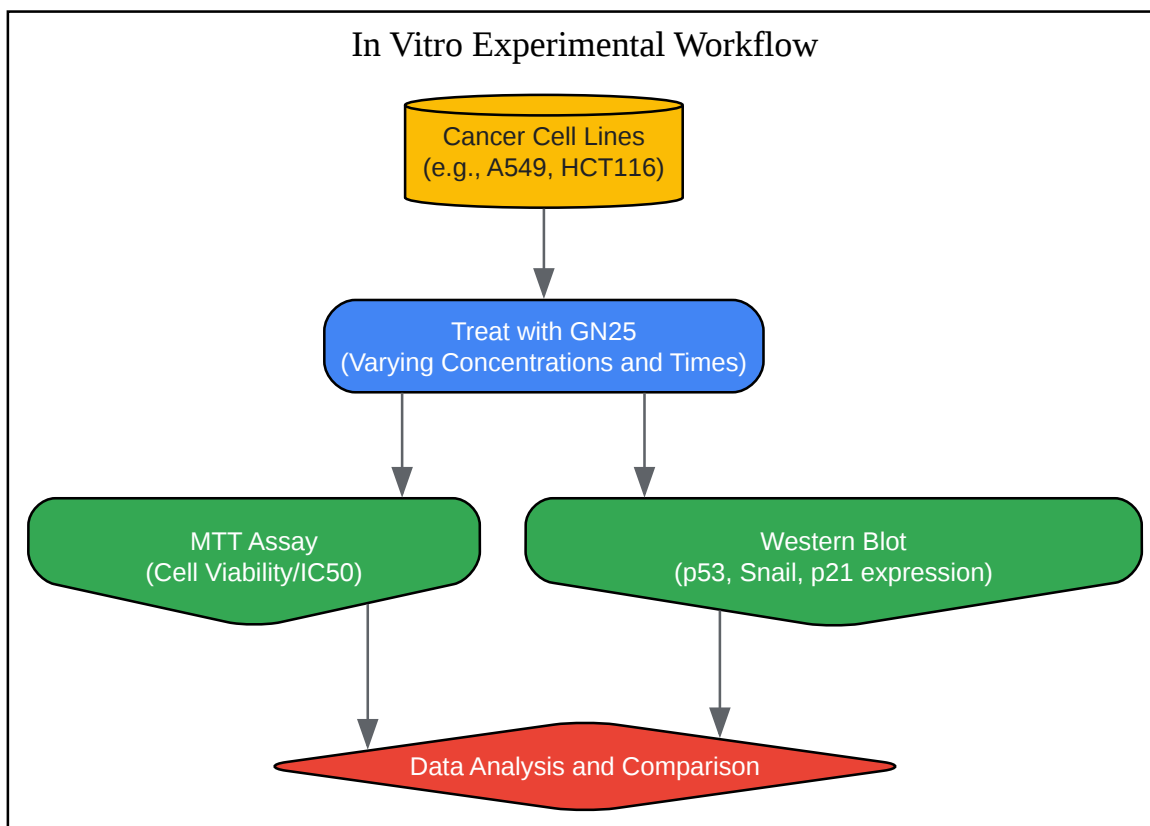 In Vitro Experimental Workflow
Cancer Cell Lines
(e.g., A549, HCT116)
Treat with GN25
(Varying Concentrations and Times)
MTT Assay
(Cell Viability/IC50)
Western Blot
(p53, Snail, p21 expression)
Data Analysis and Comparison